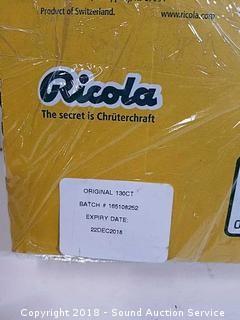 Product of Switzerland.
www.ricola.com
Ricola
The secret is Chrüterchraft
ORIGINAL 130CT
BATCH # 165108252
EXPIRY DATE:
22DEC2018
Copyright 2018 - Sound Auction Service